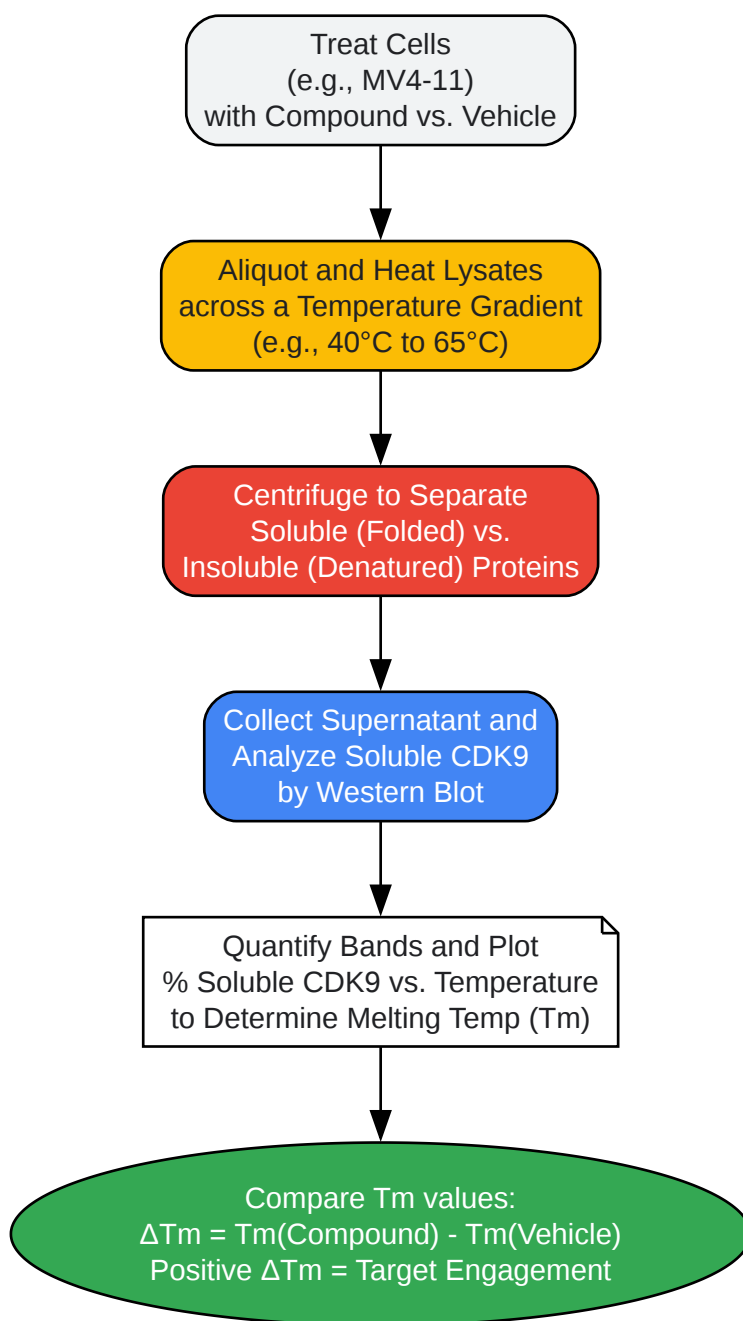 Treat Cells
(e.g., MV4-11)
with Compound vs. Vehicle
Aliquot and Heat Lysates
across a Temperature Gradient
(e.g., 40°C to 65°C)
Centrifuge to Separate
Soluble (Folded) vs.
Insoluble (Denatured) Proteins
Collect Supernatant and
Analyze Soluble CDK9
by Western Blot
Quantify Bands and Plot
% Soluble CDK9 vs. Temperature
to Determine Melting Temp (Tm)
Compare Tm values:
ΔTm = Tm(Compound) - Tm(Vehicle)
Positive ΔTm = Target Engagement